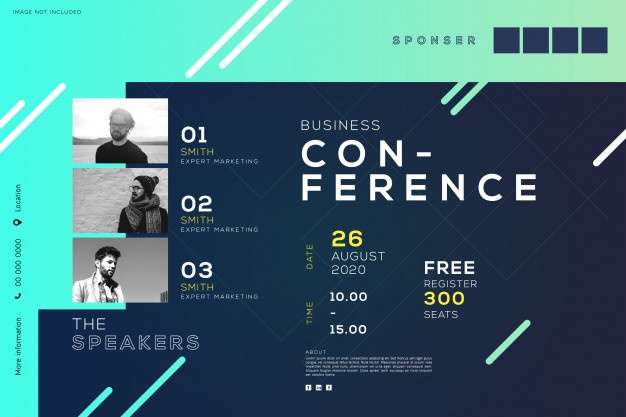 IMAGE NOT INCLUDED
SPONSER
01
SMITH
EXPERT MARKETING
02
SMITH
EXPERT MARKETING
03
SMITH
EXPERT MARKETING
THE
SPEAKERS
BUSINESS
CON-
FERENCE
DATE
26
AUGUST
2020
TIME
10.00
-
15.00
FREE
REGISTER
300
SEATS
ABOUT
More information :
00 000 0000
Location